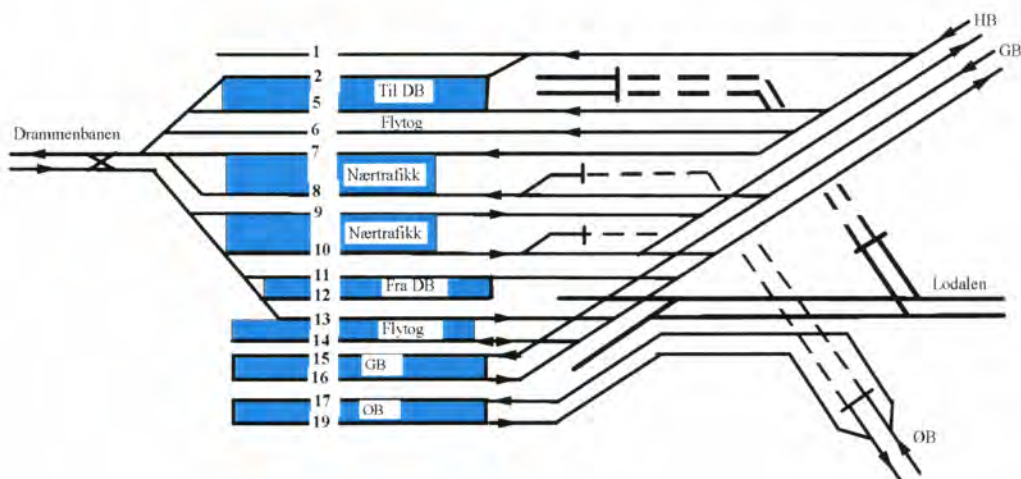 HB
GB
1
2
Til DB
5
6 Flytog
Drammenbanen
7
Nærtrafikk
8
9
Nærtrafikk
10
11
Fra DB
12
Lodalen
13
Flytog
14
15
GB
16
17
ØB
19
ØB